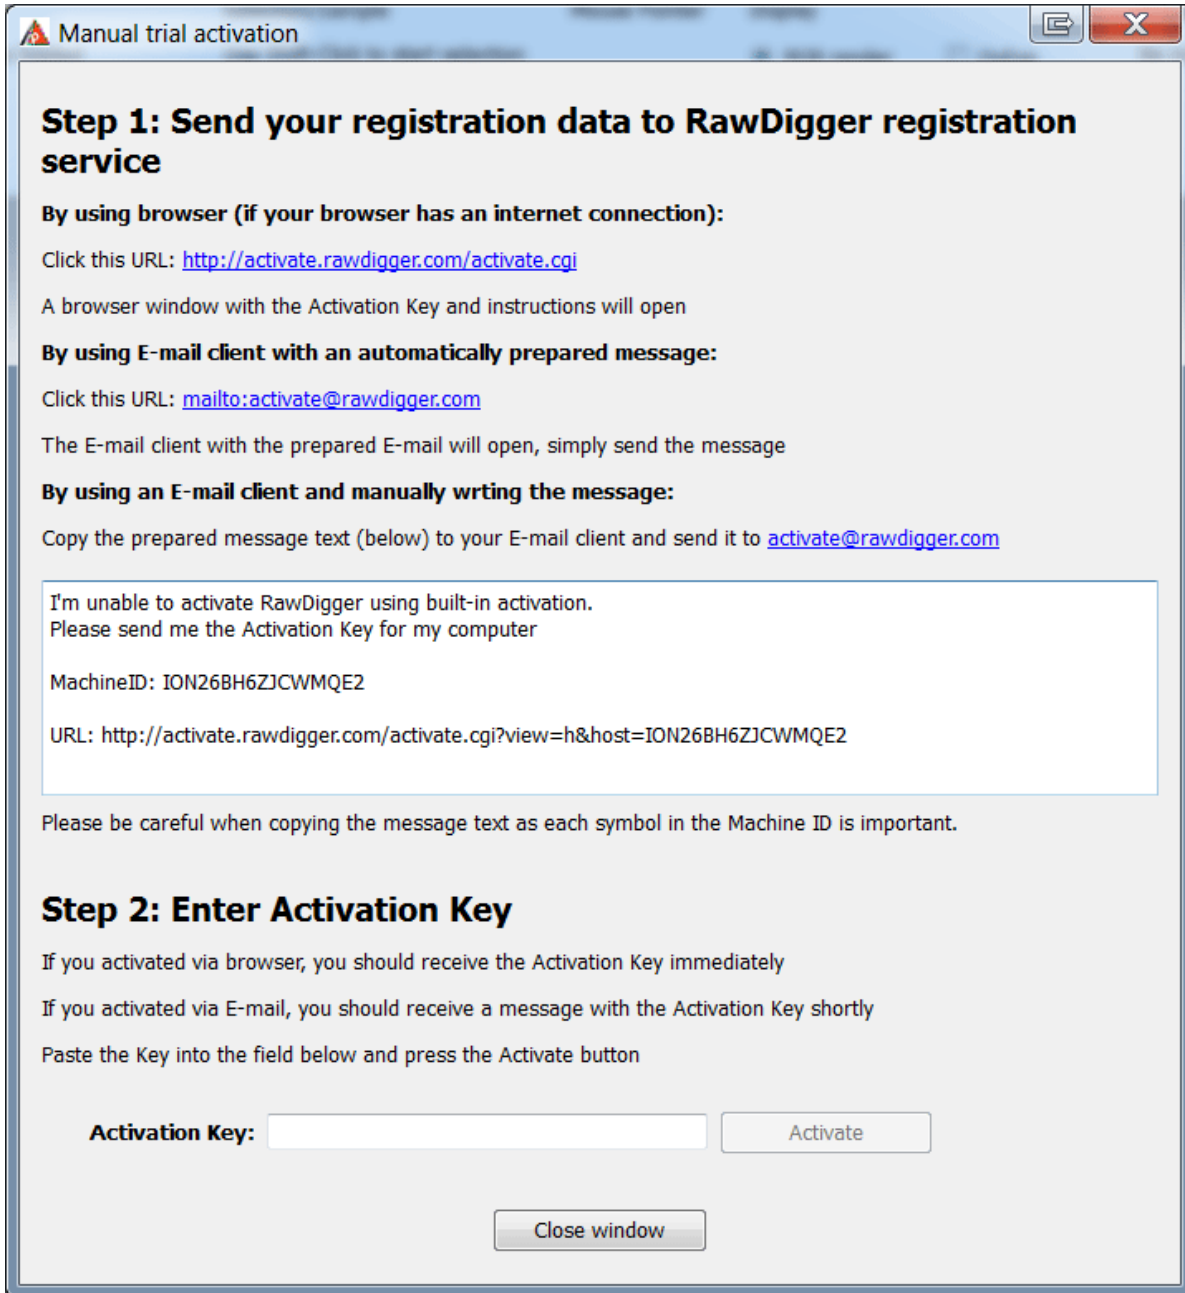 Manual trial activation
Step 1: Send your registration data to RawDigger registration
service
By using browser (if your browser has an internet connection):
Click this URL: http://activate.rawdigger.com/activate.cgi
A browser window with the Activation Key and instructions will open
By using E-mail client with an automatically prepared message:
Click this URL: mailto:activate@rawdigger.com
The E-mail client with the prepared E-mail will open, simply send the message
By using an E-mail client and manually wrting the message:
Copy the prepared message text (below) to your E-mail client and send it to activate@rawdigger.com
I'm unable to activate RawDigger using built-in activation.
Please send me the Activation Key for my computer
MachineID: ION26BH6ZJCWMQE2
URL: http://activate.rawdigger.com/activate.cgi?view=h&host=ION26BH6ZJCWMQE2
Please be careful when copying the message text as each symbol in the Machine ID is important.
Step 2: Enter Activation Key
If you activated via browser, you should receive the Activation Key immediately
If you activated via E-mail, you should receive a message with the Activation Key shortly
Paste the Key into the field below and press the Activate button
Activation Key:
Activate
Close window